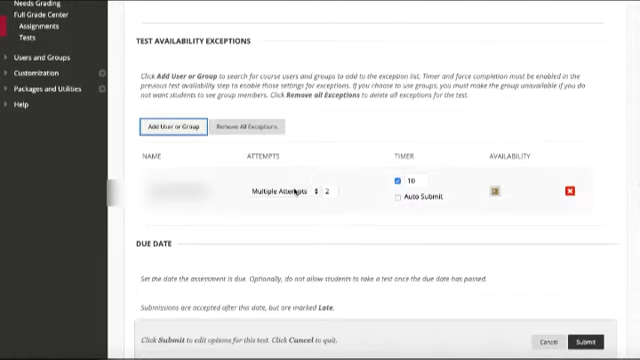 Needs Grading
Full Grade Center
Assignments
Tests
Users and Groups
Customization
Packages and Utilities
Help
TEST AVAILABILITY EXCEPTIONS
Click Add User or Group to search for course users and groups to add to the exception list. Timer and force completion must be enabled in the
previous test availability step to enable those settings for exceptions. If you choose to use groups, you must make the group unavailable if you do
not want students to see group members. Click Remove all Exceptions to delete all exceptions for the test.
Add User or Group Remove All Exceptions
NAME ATTEMPTS TIMER AVAILABILITY
Multiple Attempts 2 10
Auto Submit
DUE DATE
Set the date the assessment is due. Optionally, do not allow students to take a test once the due date has passed.
Submissions are accepted after this date, but are marked Late.
Click Submit to edit options for this test. Click Cancel to quit.
Cancel Submit